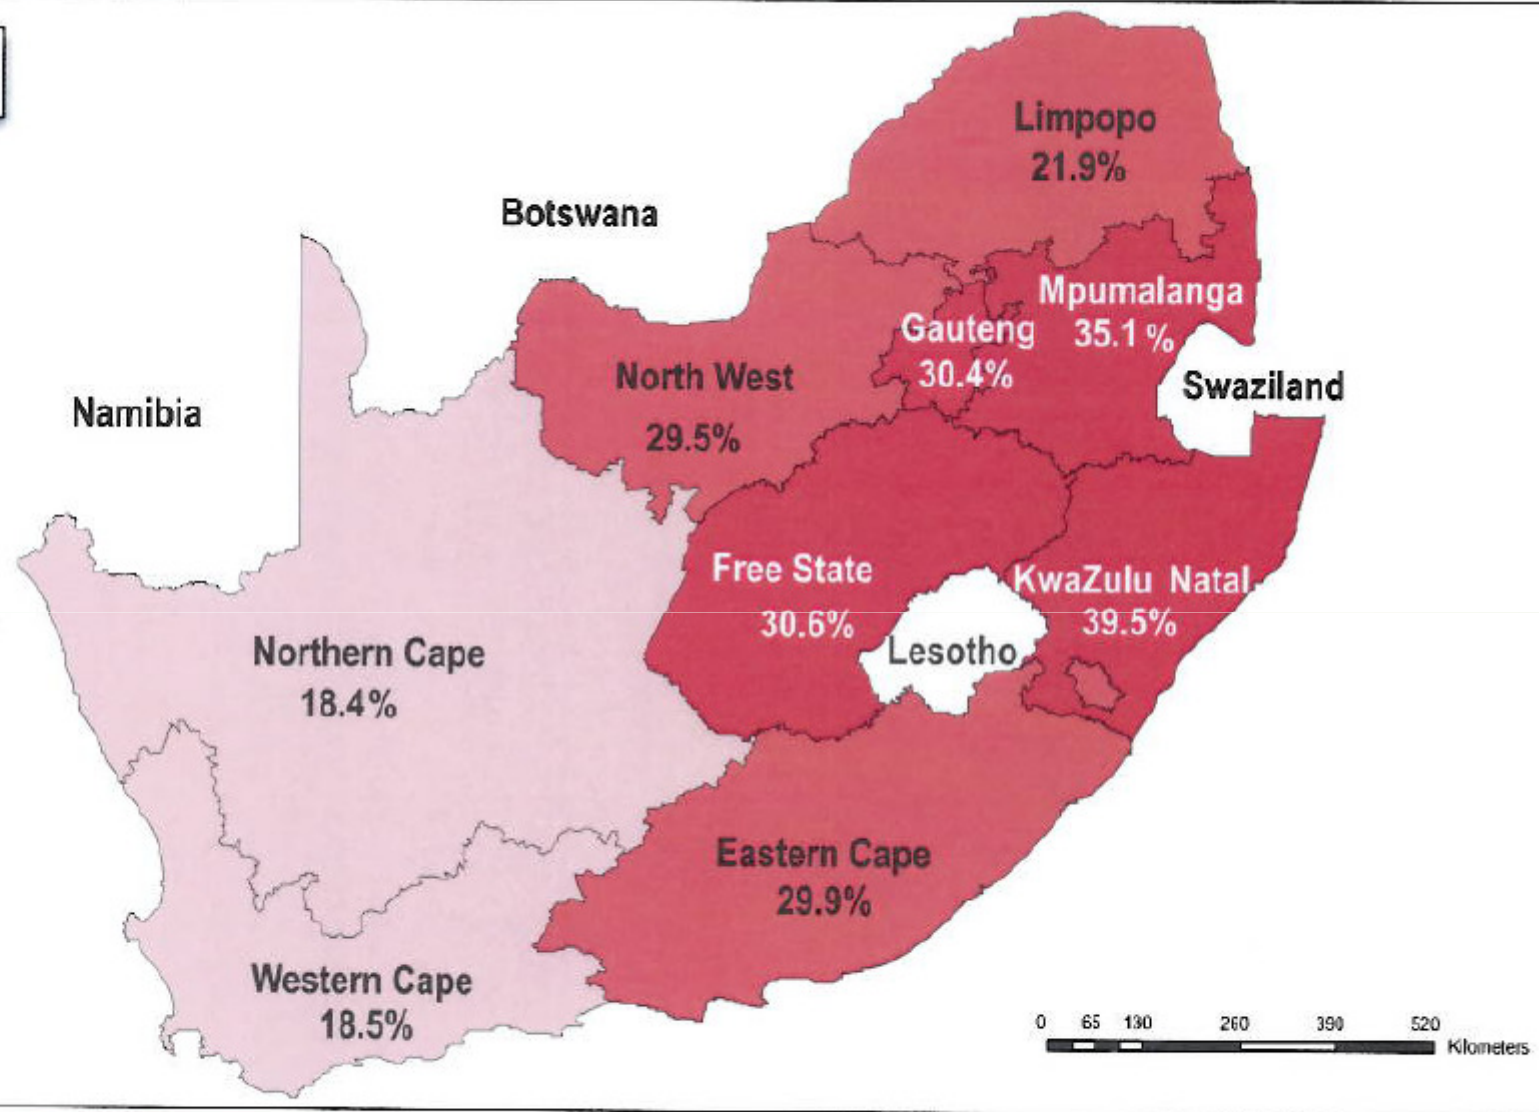 Limpopo
21.9%
Botswana
Mpumalanga
35.1 %
Gauteng
30.4%
North West
29.5%
Swaziland
Namibia
Free State
30.6%
KwaZulu Natal
39.5%
Lesotho
Northern Cape
18.4%
Eastern Cape
29.9%
Western Cape
18.5%
0 65 130 260 390 520
Kilometers